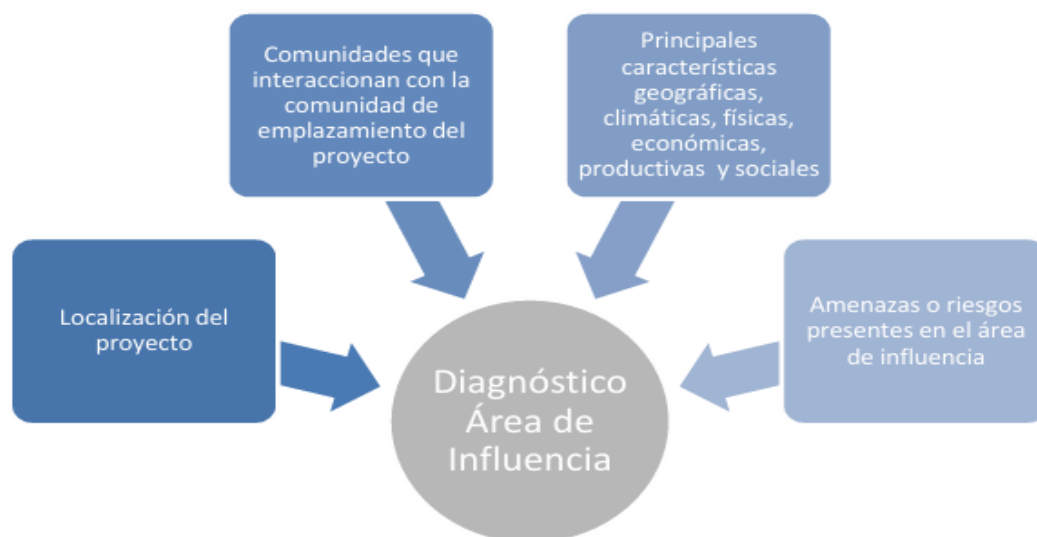 Comunidades que
interaccionan con la
comunidad de
emplazamiento del
proyecto
Principales
características
geográficas,
climáticas, físicas,
económicas,
productivas y sociales
Localización del
proyecto
Amenazas o riesgos
presentes en el área
de influencia
Diagnóstico
Área de
Influencia